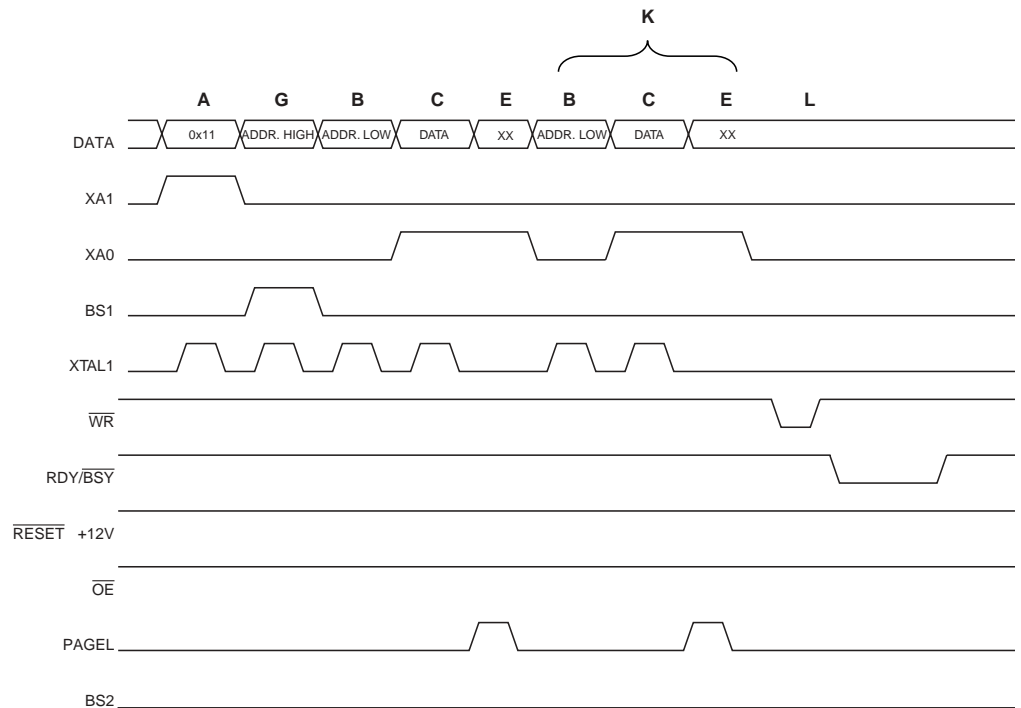 K
A G B C E B C E L
DATA 0x11 ADDR. HIGH ADDR. LOW DATA XX ADDR. LOW DATA XX
XA1
XA0
BS1
XTAL1
WR
RDY/BSY
RESET +12V
OE
PAGEL
BS2